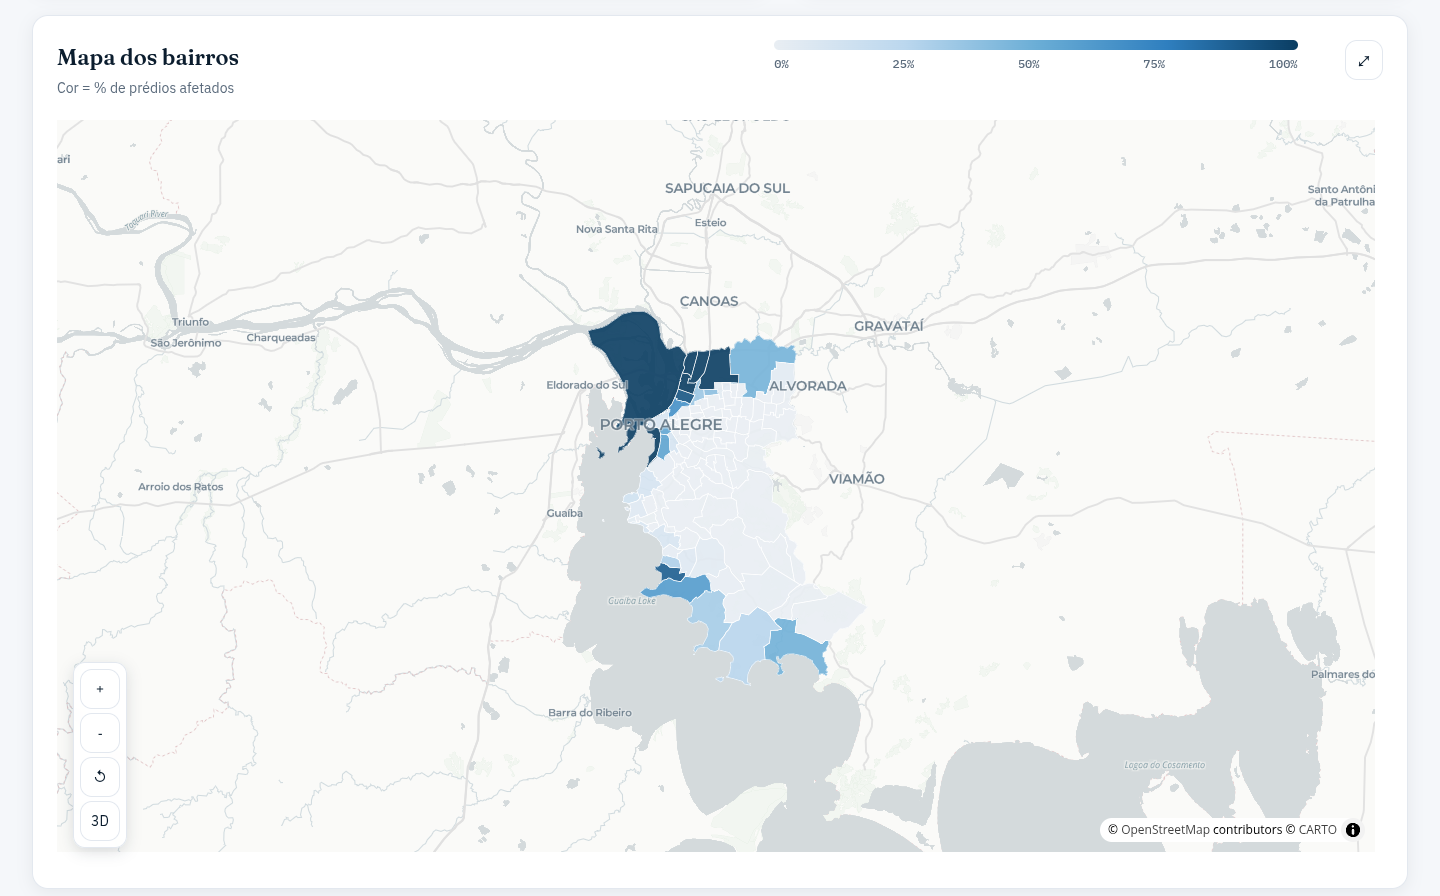 Mapa dos bairros
Cor = % de prédios afetados
0% 25% 50% 75% 100%
ari
Taquari River
SAPUCAIA DO SUL
Santo Antôni
da Patrulha
Esteio
Nova Santa Rita
CANOAS
Triunfo
GRAVATAÍ
São Jerônimo
Charqueadas
Eldorado do Sul
ALVORADA
PORTO ALEGRE
VIAMÃO
Arroio dos Ratos
Guaíba
Guaíba Lake
Palmares do
Barra do Ribeiro
Lagoa do Casamento
+
-
3D
© OpenStreetMap contributors © CARTO